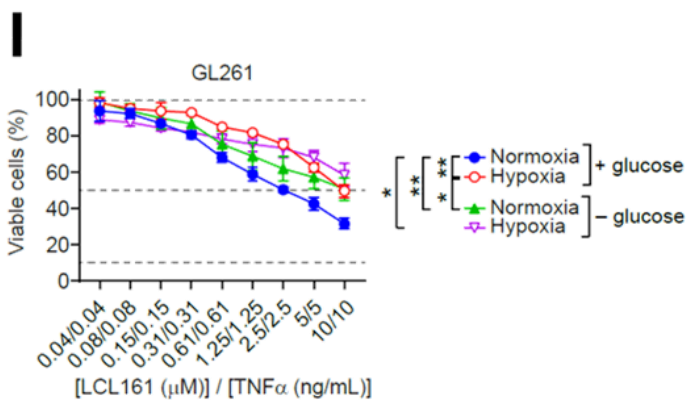 I
GL261
Viable cells (%)
100
80
60
40
20
0
0.04/0.04
0.08/0.08
0.15/0.15
0.31/0.31
0.61/0.61
1.25/1.25
2.5/2.5
5/5
10/10
[LCL161 (μM)] / [TNFα (ng/mL)]
* ** ** Normoxia
Hypoxia
+ glucose
* Normoxia
Hypoxia
− glucose